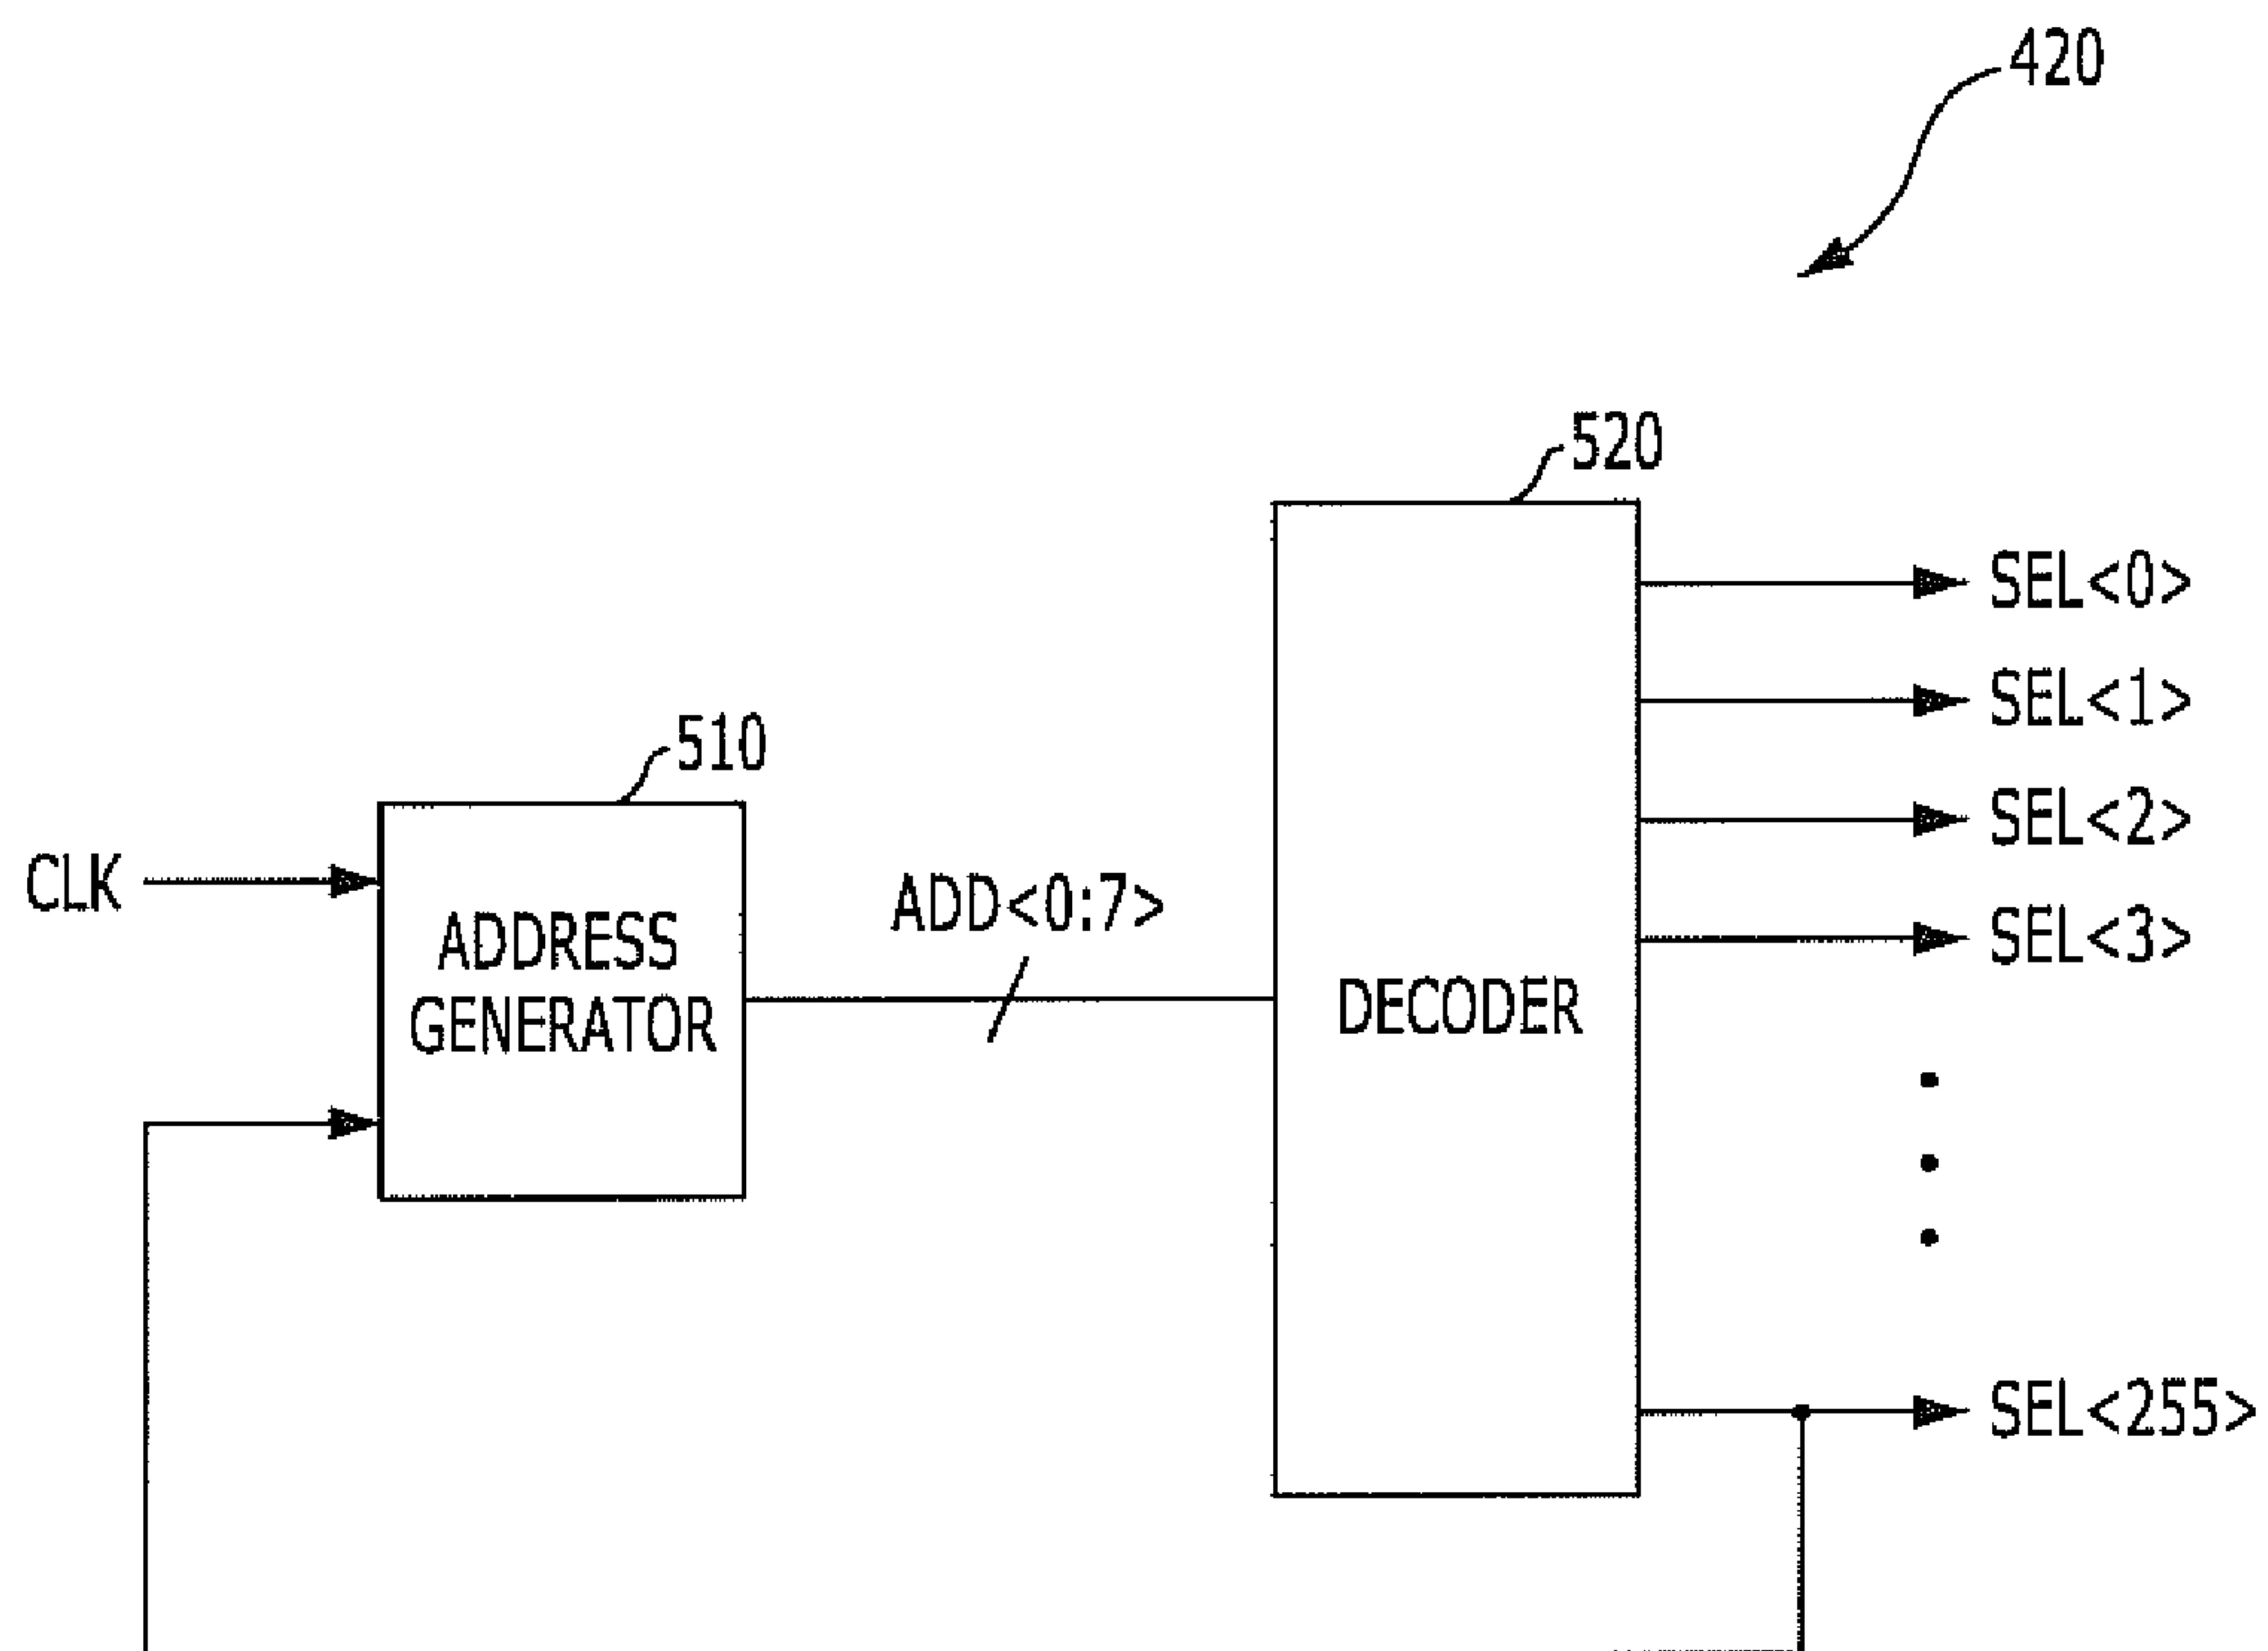 420
520
SEL<0>
SEL<1>
510
SEL<2>
CLK
ADD<0:7>
SEL<3>
ADDRESS
GENERATOR
DECODER
SEL<255>